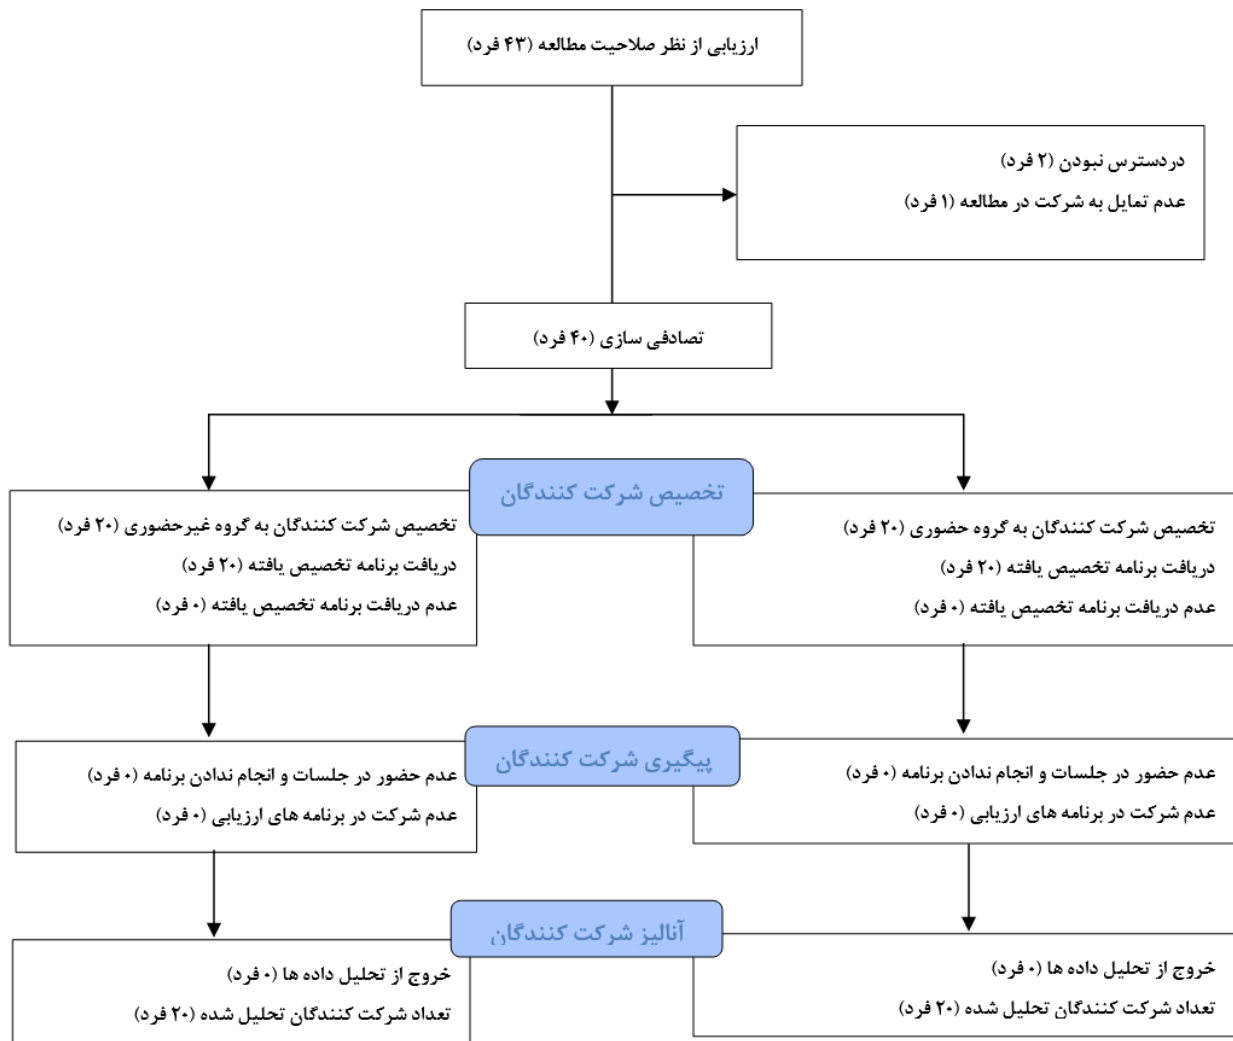 ارزیابی از نظر صلاحیت مطالعه (۴۳ فرد)
دردسترس نبودن (۲ فرد)
عدم تمایل به شرکت در مطالعه (۱ فرد)
تصادفی سازی (۴۰ فرد)
تخصیص شرکت کنندگان
تخصیص شرکت کنندگان به گروه حضوری (۲۰ فرد)
دریافت برنامه تخصیص یافته (۲۰ فرد)
عدم دریافت برنامه تخصیص یافته (۰ فرد)
تخصیص شرکت کنندگان به گروه غیرحضوری (۲۰ فرد)
دریافت برنامه تخصیص یافته (۲۰ فرد)
عدم دریافت برنامه تخصیص یافته (۰ فرد)
پیگیری شرکت کنندگان
عدم حضور در جلسات و انجام ندادن برنامه (۰ فرد)
عدم شرکت در برنامه های ارزیابی (۰ فرد)
عدم حضور در جلسات و انجام ندادن برنامه (۰ فرد)
عدم شرکت در برنامه های ارزیابی (۰ فرد)
آنالیز شرکت کنندگان
خروج از تحلیل داده ها (۰ فرد)
تعداد شرکت کنندگان تحلیل شده (۲۰ فرد)
خروج از تحلیل داده ها (۰ فرد)
تعداد شرکت کنندگان تحلیل شده (۲۰ فرد)